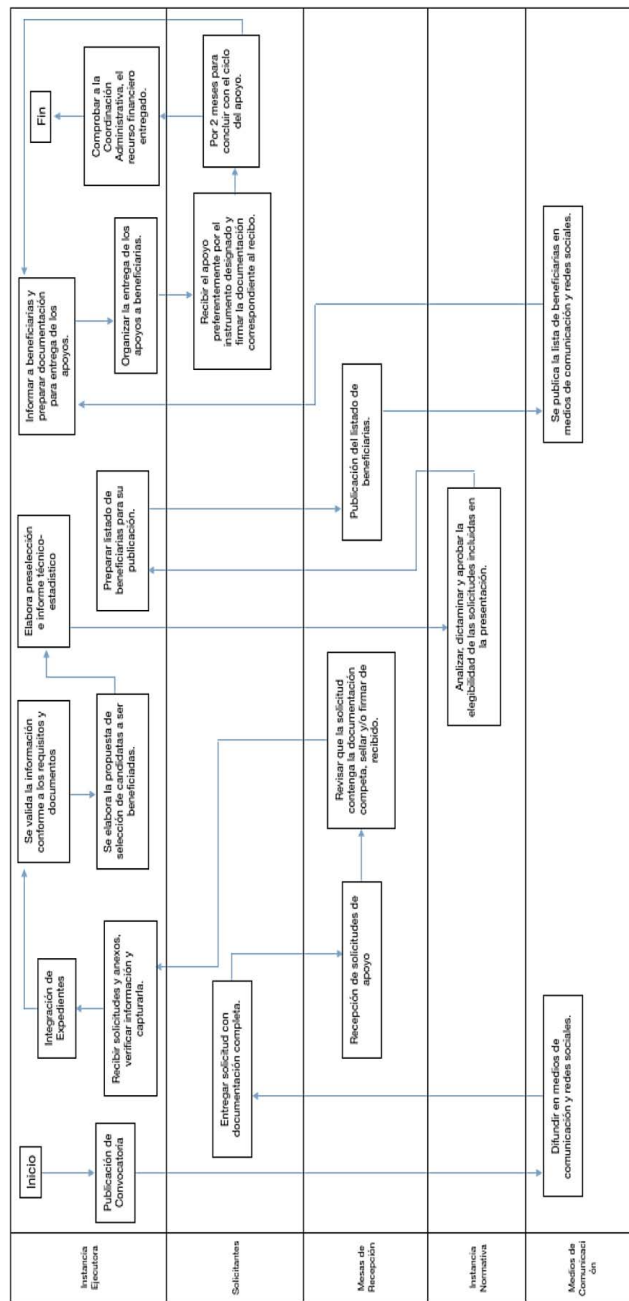 Instancia
Ejecutora
Inicio
Publicación de
Convocatoria
Integración de
Expedientes
Recibir solicitudes y anexos,
verificar información y
capturarla.
Se valida la información
conforme a los requisitos y
documentos
Se elabora la propuesta de
selección de candidatas a ser
beneficiadas.
Elabora preselección
e informe técnico-
estadístico
Preparar listado de
beneficiarias para su
publicación.
Informar a beneficiarias y
preparar documentación
para entrega de los
apoyos.
Organizar la entrega de los
apoyos a beneficiarias.
Fin
Comprobar a la
Coordinación
Administrativa, el
recurso financiero
entregado.
Solicitantes
Entregar solicitud con
documentación completa.
Recibir el apoyo
preferentemente por el
instrumento designado y
firmar la documentación
correspondiente al recibo.
Por 2 meses para
concluir con el ciclo
del apoyo.
Mesas de
Recepción
Recepción de solicitudes de
apoyo
Revisar que la solicitud
contenga la documentación
competa, sellar y/o firmar de
recibido.
Publicación del listado de
beneficiarias.
Instancia
Normativa
Analizar, dictaminar y aprobar la
elegibilidad de las solicitudes incluidas en
la presentación.
Medios de
Comunicaci
ón
Difundir en medios de
comunicación y redes sociales.
Se publica la lista de beneficiarias en
medios de comunicación y redes sociales.